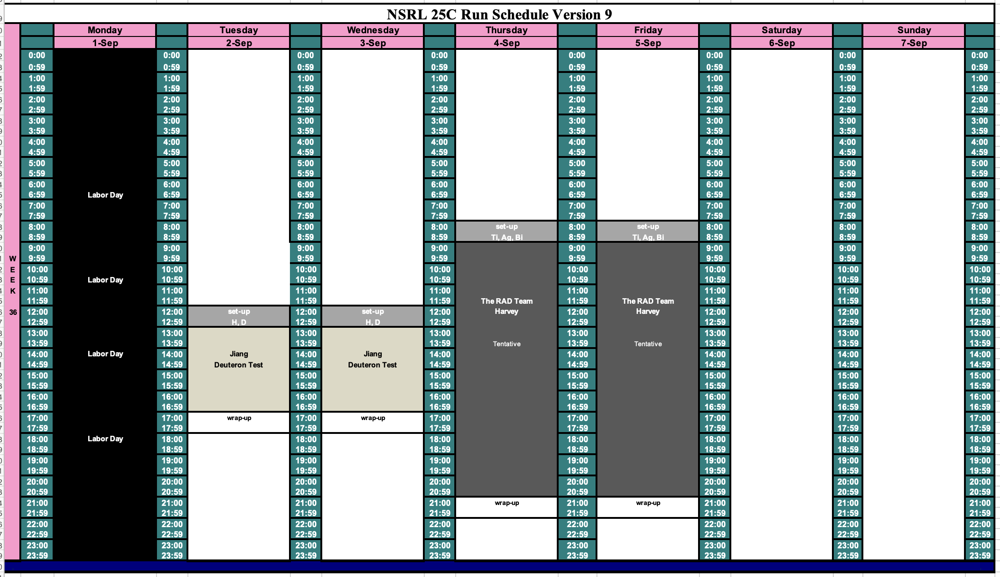 NSRL 25C Run Schedule Version 9
Monday Tuesday Wednesday Thursday Friday Saturday Sunday
1-Sep 2-Sep 3-Sep 4-Sep 5-Sep 6-Sep 7-Sep
0:00 0:00 0:00 0:00 0:00 0:00 0:00 0:00
0:59 0:59 0:59 0:59 0:59 0:59 0:59 0:59
1:00 1:00 1:00 1:00 1:00 1:00 1:00 1:00
1:59 1:59 1:59 1:59 1:59 1:59 1:59 1:59
2:00 2:00 2:00 2:00 2:00 2:00 2:00 2:00
2:59 2:59 2:59 2:59 2:59 2:59 2:59 2:59
3:00 3:00 3:00 3:00 3:00 3:00 3:00 3:00
3:59 3:59 3:59 3:59 3:59 3:59 3:59 3:59
4:00 4:00 4:00 4:00 4:00 4:00 4:00 4:00
4:59 4:59 4:59 4:59 4:59 4:59 4:59 4:59
5:00 5:00 5:00 5:00 5:00 5:00 5:00 5:00
5:59 5:59 5:59 5:59 5:59 5:59 5:59 5:59
6:00 6:00 6:00 6:00 6:00 6:00 6:00 6:00
6:59 Labor Day 6:59 6:59 6:59 6:59 6:59 6:59 6:59
7:00 7:00 7:00 7:00 7:00 7:00 7:00 7:00
7:59 7:59 7:59 7:59 7:59 7:59 7:59 7:59
8:00 8:00 8:00 8:00 set-up 8:00 set-up 8:00 8:00 8:00
8:59 8:59 8:59 8:59 Ti, Ag, Bi 8:59 Ti, Ag, Bi 8:59 8:59 8:59
9:00 9:00 9:00 9:00 9:00 9:00 9:00 9:00
W 9:59 9:59 9:59 9:59 9:59 9:59 9:59 9:59
E 10:00 10:00 10:00 10:00 10:00 10:00 10:00 10:00
E 10:59 Labor Day 10:59 10:59 10:59 10:59 10:59 10:59 10:59
K 11:00 11:00 11:00 11:00 11:00 11:00 11:00 11:00
11:59 11:59 11:59 11:59 The RAD Team 11:59 The RAD Team 11:59 11:59 11:59
36 12:00 12:00 set-up 12:00 set-up 12:00 Harvey 12:00 Harvey 12:00 12:00 12:00
12:59 12:59 H, D 12:59 H, D 12:59 12:59 12:59 12:59 12:59
13:00 13:00 13:00 13:00 13:00 13:00 13:00 13:00
13:59 13:59 13:59 13:59 Tentative 13:59 Tentative 13:59 13:59 13:59
14:00 Labor Day 14:00 Jiang 14:00 Jiang 14:00 14:00 14:00 14:00 14:00
14:59 14:59 Deuteron Test 14:59 Deuteron Test 14:59 14:59 14:59 14:59 14:59
15:00 15:00 15:00 15:00 15:00 15:00 15:00 15:00
15:59 15:59 15:59 15:59 15:59 15:59 15:59 15:59
16:00 16:00 16:00 16:00 16:00 16:00 16:00 16:00
16:59 16:59 16:59 16:59 16:59 16:59 16:59 16:59
17:00 17:00 wrap-up 17:00 wrap-up 17:00 17:00 17:00 17:00 17:00
17:59 17:59 17:59 17:59 17:59 17:59 17:59 17:59
18:00 Labor Day 18:00 18:00 18:00 18:00 18:00 18:00 18:00
18:59 18:59 18:59 18:59 18:59 18:59 18:59 18:59
19:00 19:00 19:00 19:00 19:00 19:00 19:00 19:00
19:59 19:59 19:59 19:59 19:59 19:59 19:59 19:59
20:00 20:00 20:00 20:00 20:00 20:00 20:00 20:00
20:59 20:59 20:59 20:59 20:59 20:59 20:59 20:59
21:00 21:00 21:00 21:00 wrap-up 21:00 wrap-up 21:00 21:00 21:00
21:59 21:59 21:59 21:59 21:59 21:59 21:59 21:59
22:00 22:00 22:00 22:00 22:00 22:00 22:00 22:00
22:59 22:59 22:59 22:59 22:59 22:59 22:59 22:59
23:00 23:00 23:00 23:00 23:00 23:00 23:00 23:00
23:59 23:59 23:59 23:59 23:59 23:59 23:59 23:59